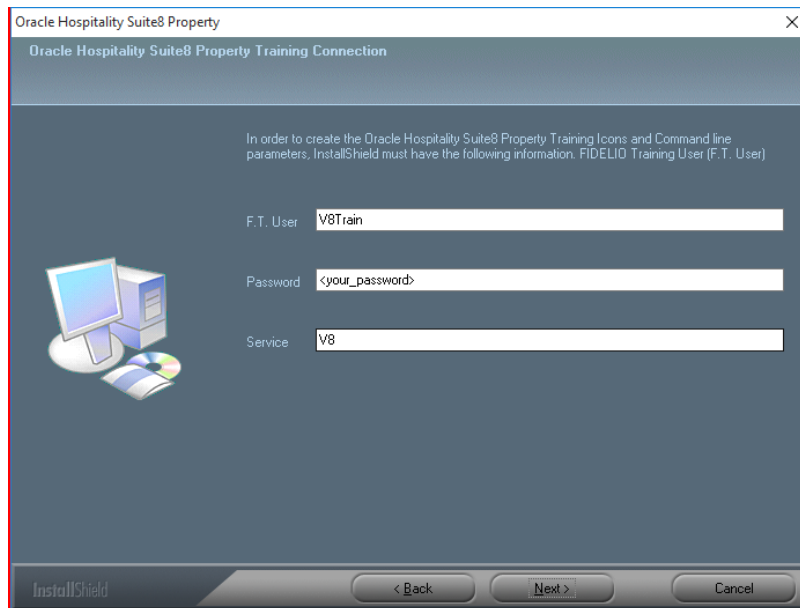 Oracle Hospitality Suite8 Property
Oracle Hospitality Suite8 Property Training Connection
In order to create the Oracle Hospitality Suite8 Property Training Icons and Command line
parameters, InstallShield must have the following information. FIDELIO Training User (F.T. User)
F.T. User V8Train
Password <your_password>
Service V8
InstallShield
< Back Next > Cancel